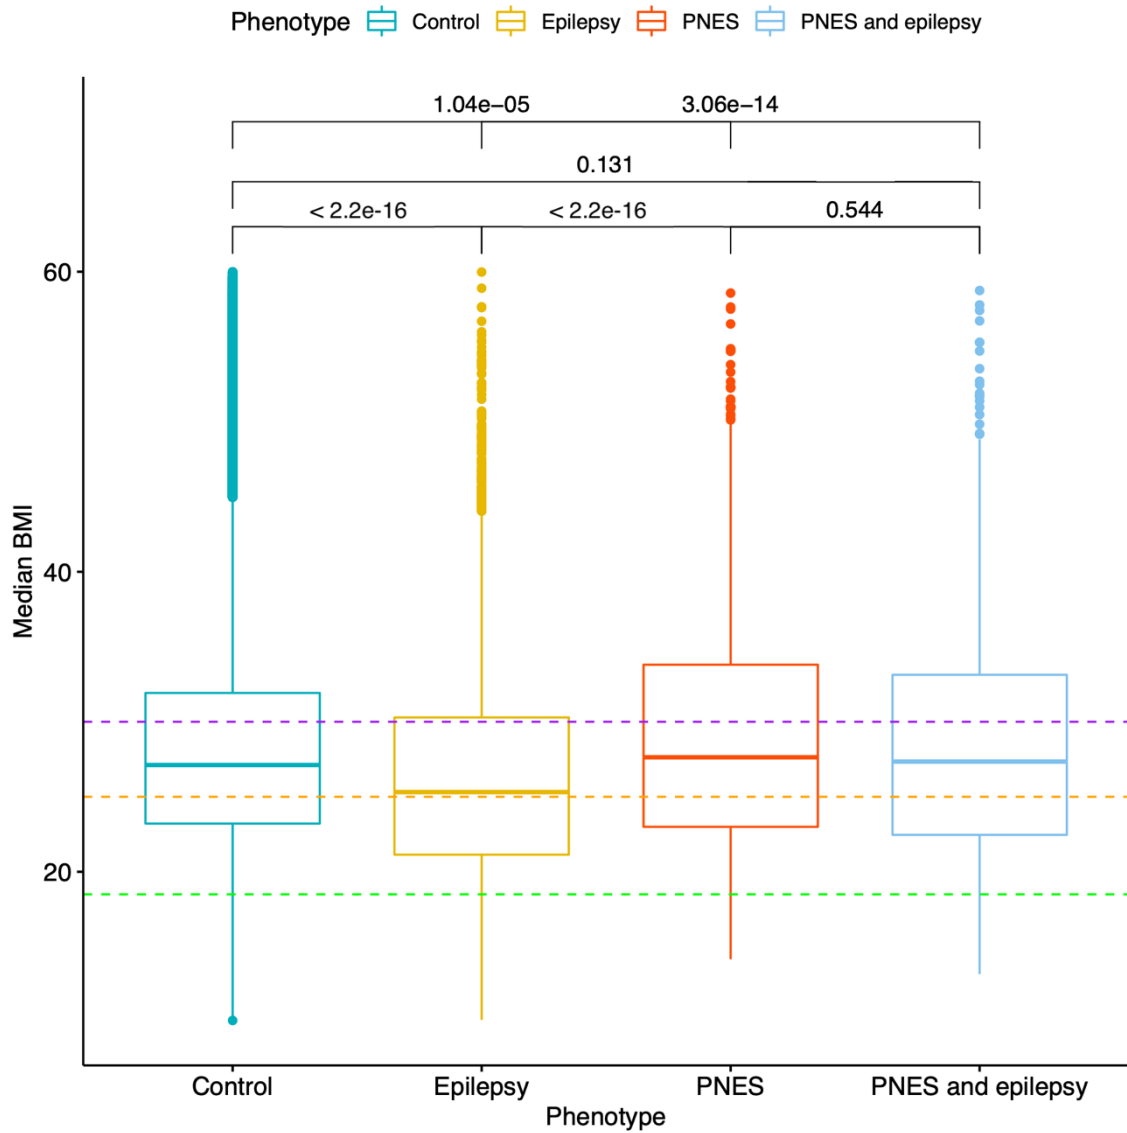 Phenotype Control Epilepsy PNES PNES and epilepsy
1.04e−05 3.06e−14
0.131
< 2.2e-16 < 2.2e-16 0.544
60
40
20
Median BMI
Control Epilepsy PNES PNES and epilepsy
Phenotype